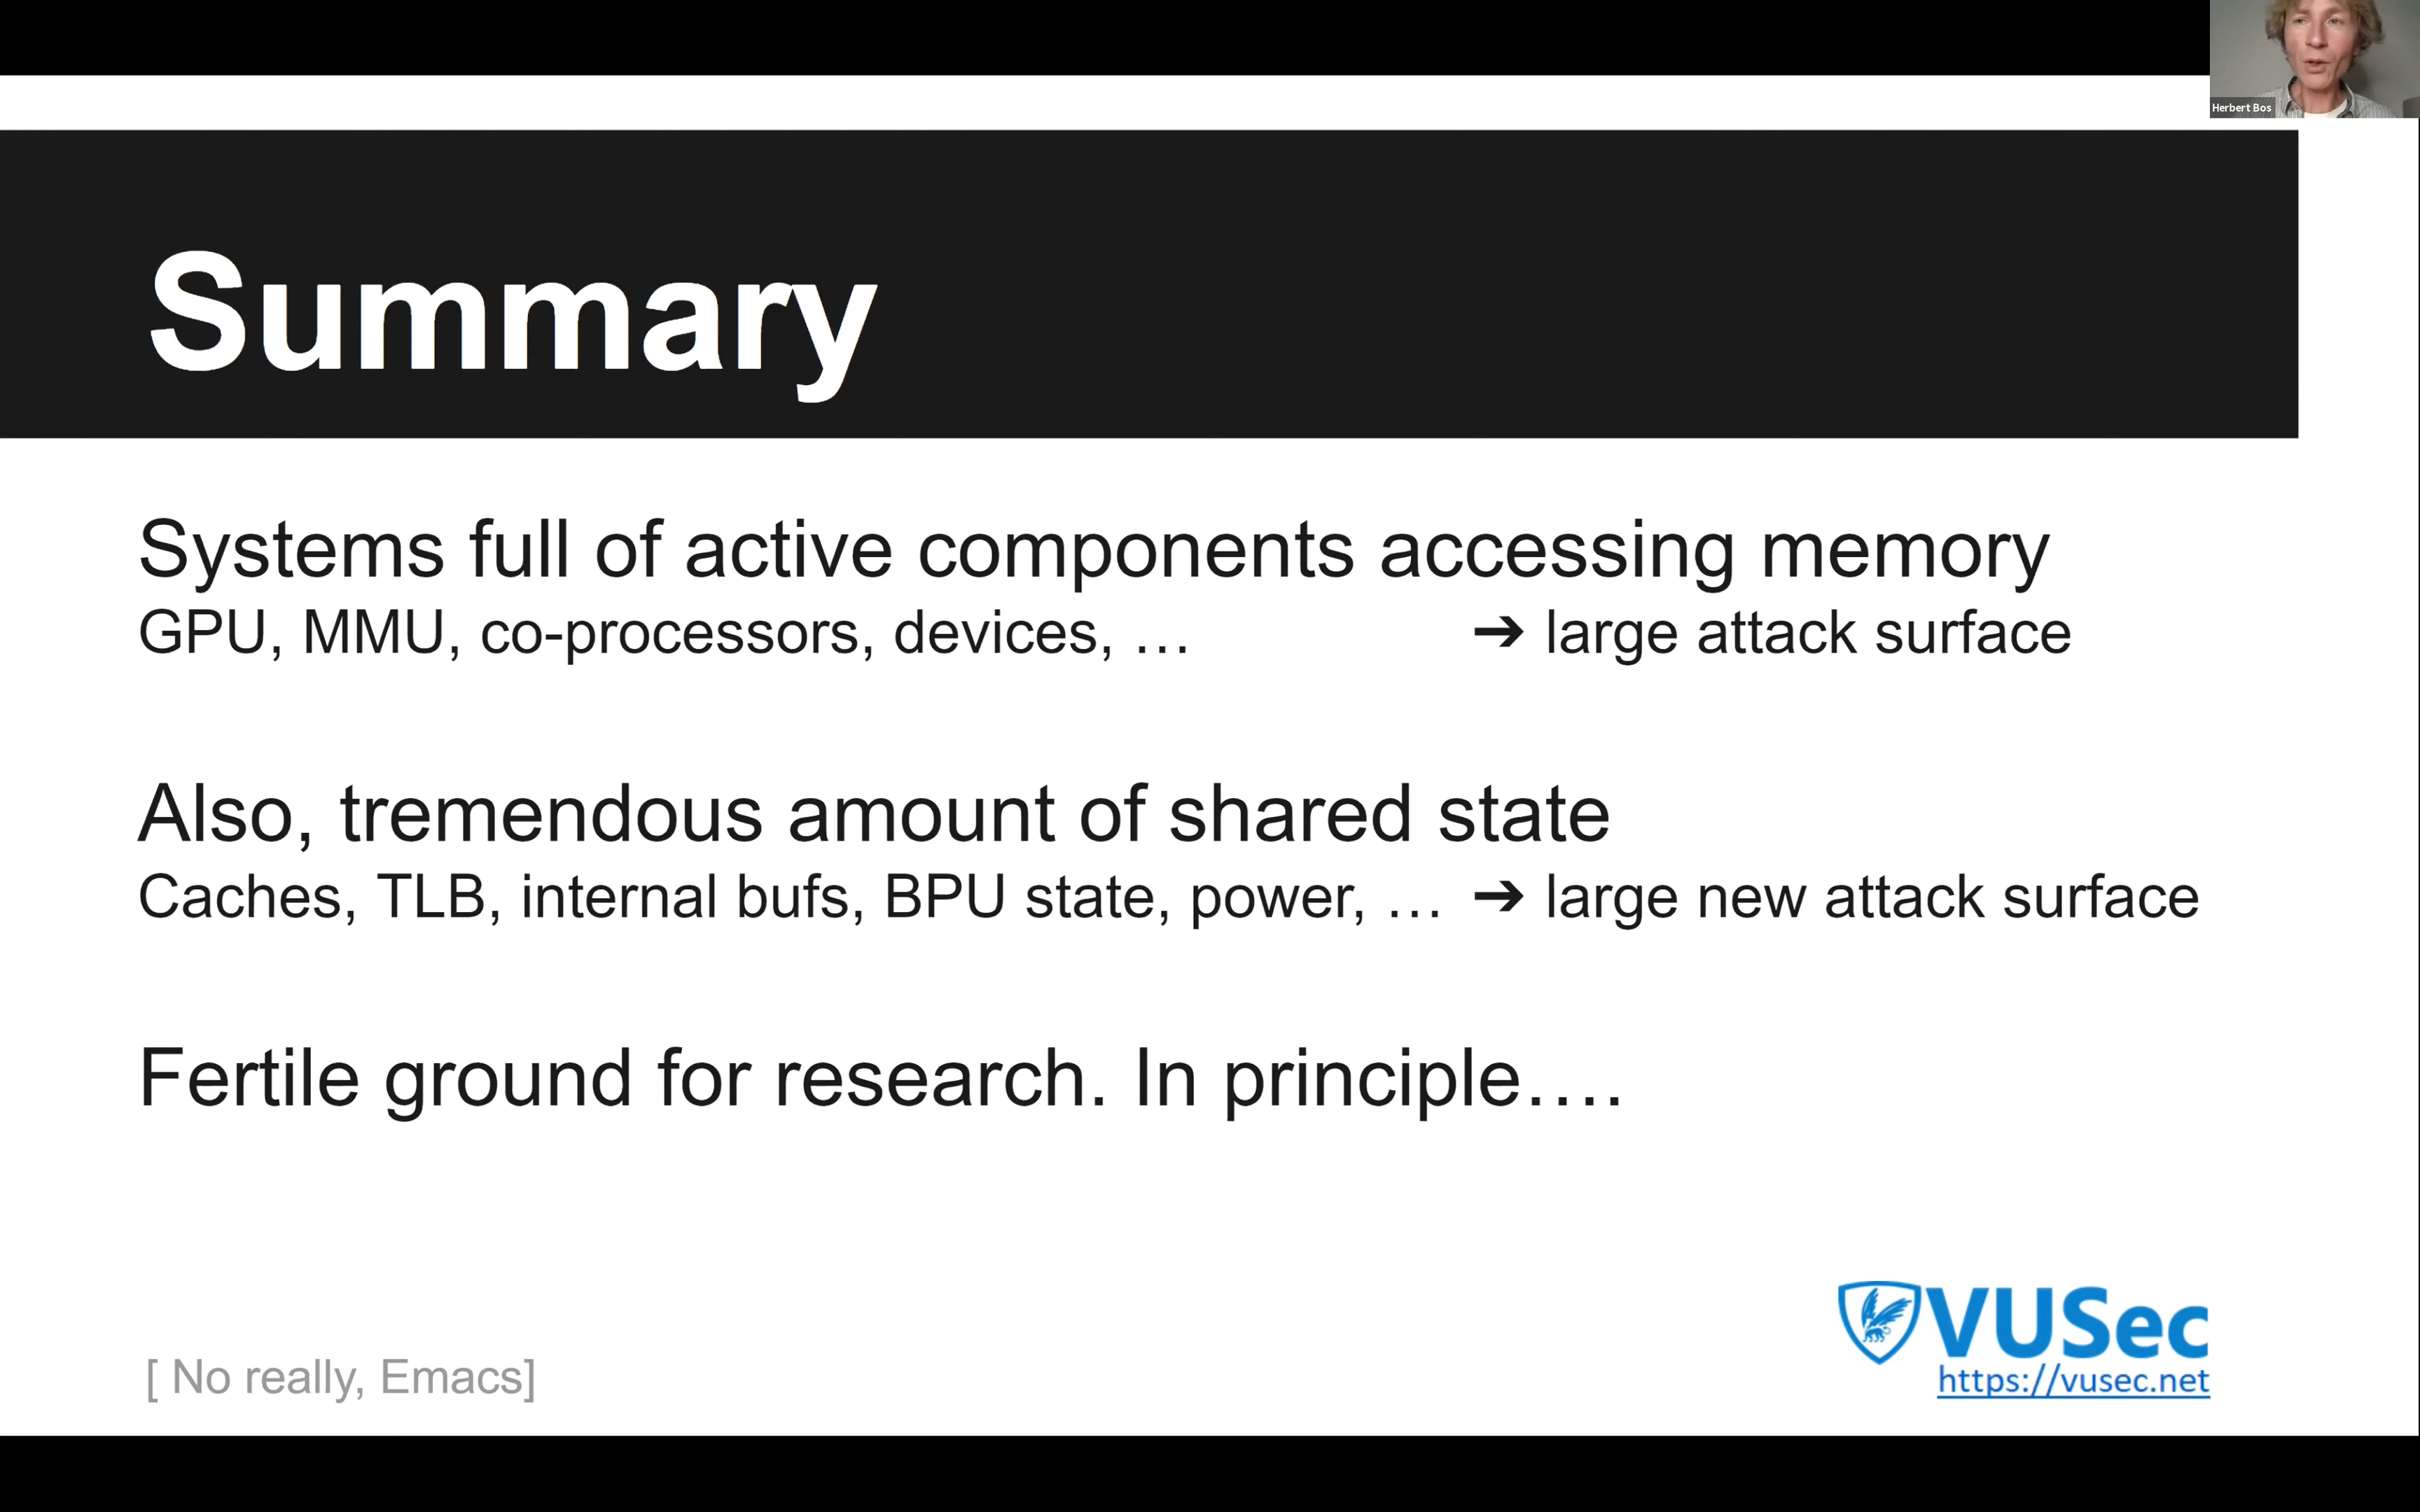 Herbert Bos
Summary
Systems full of active components accessing memory
GPU, MMU, co-processors, devices, … ➔ large attack surface
Also, tremendous amount of shared state
Caches, TLB, internal bufs, BPU state, power, … ➔ large new attack surface
Fertile ground for research. In principle….
VUSec
https://vusec.net
[ No really, Emacs]